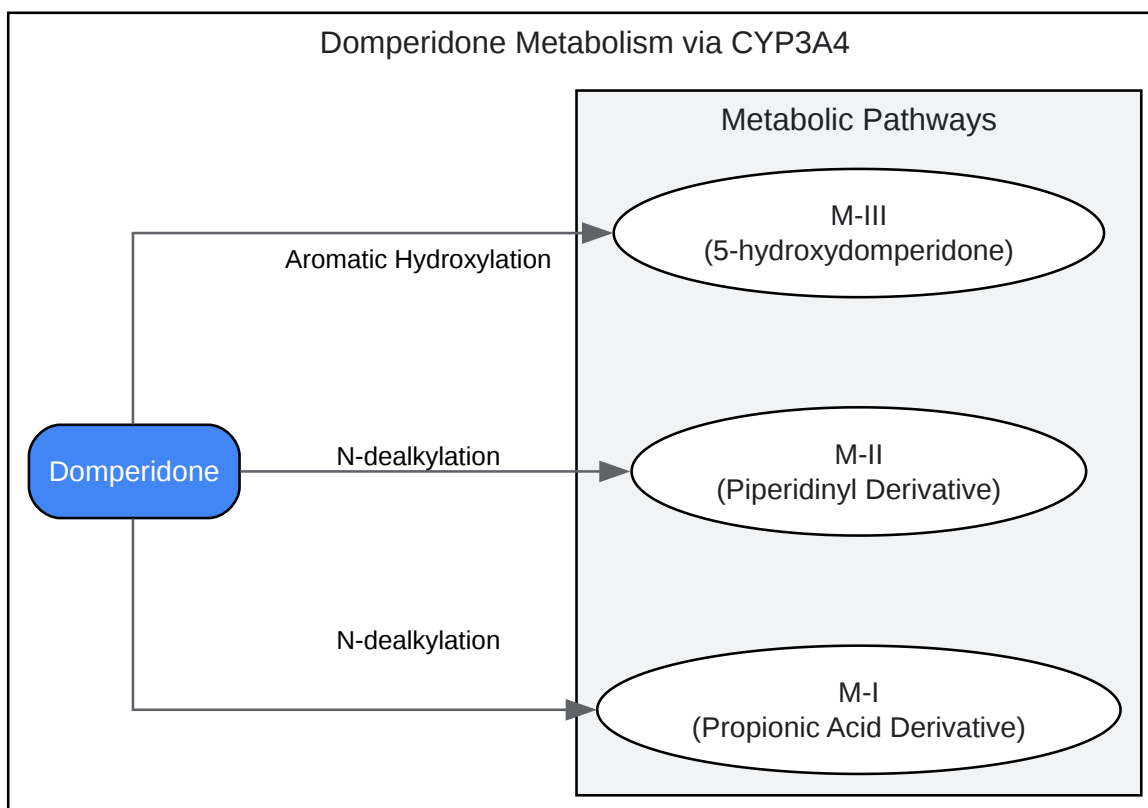 Domperidone Metabolism via CYP3A4
Metabolic Pathways
M-III
(5-hydroxydomperidone)
Aromatic Hydroxylation
Domperidone
N-dealkylation
M-II
(Piperidinyl Derivative)
N-dealkylation
M-I
(Propionic Acid Derivative)